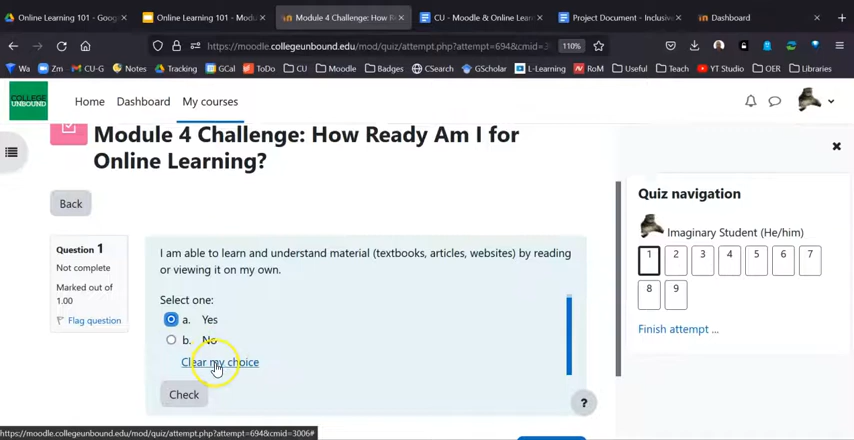 Online Learning 101 - Goog
Online Learning 101 - Modu
Module 4 Challenge: How Re
CU - Moodle & Online Lear
Project Document - Inclusive
Dashboard
https://moodle.collegeunbound.edu/mod/quiz/attempt.php?attempt=694&cmid=3
110%
Wa
Zm
CU-G
Notes
Tracking
GCal
ToDo
CU
Moodle
Badges
CSearch
GScholar
L-Learning
RoM
Useful
Teach
YT Studio
OER
Libraries
COLLEGE
UNBOUND
Home
Dashboard
My courses
Module 4 Challenge: How Ready Am I for
Online Learning?
Back
Question 1
Not complete
Marked out of
1.00
Flag question
I am able to learn and understand material (textbooks, articles, websites) by reading
or viewing it on my own.
Select one:
a. Yes
b. No
Clear my choice
Check
?
Quiz navigation
Imaginary Student (He/him)
1 2 3 4 5 6 7
8 9
Finish attempt ...
https://moodle.collegeunbound.edu/mod/quiz/attempt.php?attempt=694&cmid=3006#